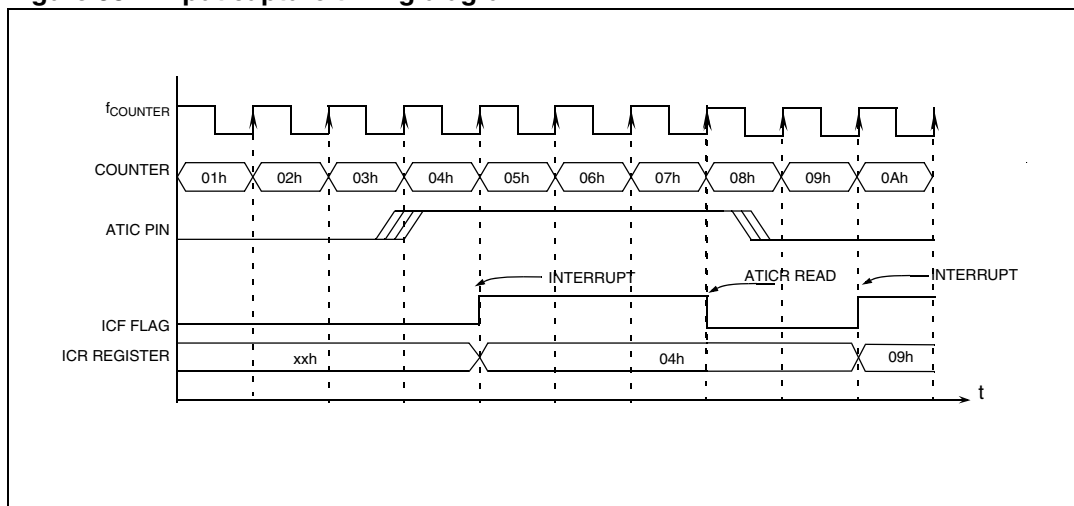 fCOUNTER
COUNTER 01h 02h 03h 04h 05h 06h 07h 08h 09h 0Ah
ATIC PIN
INTERRUPT ATICR READ INTERRUPT
ICF FLAG
ICR REGISTER xxh 04h 09h
t